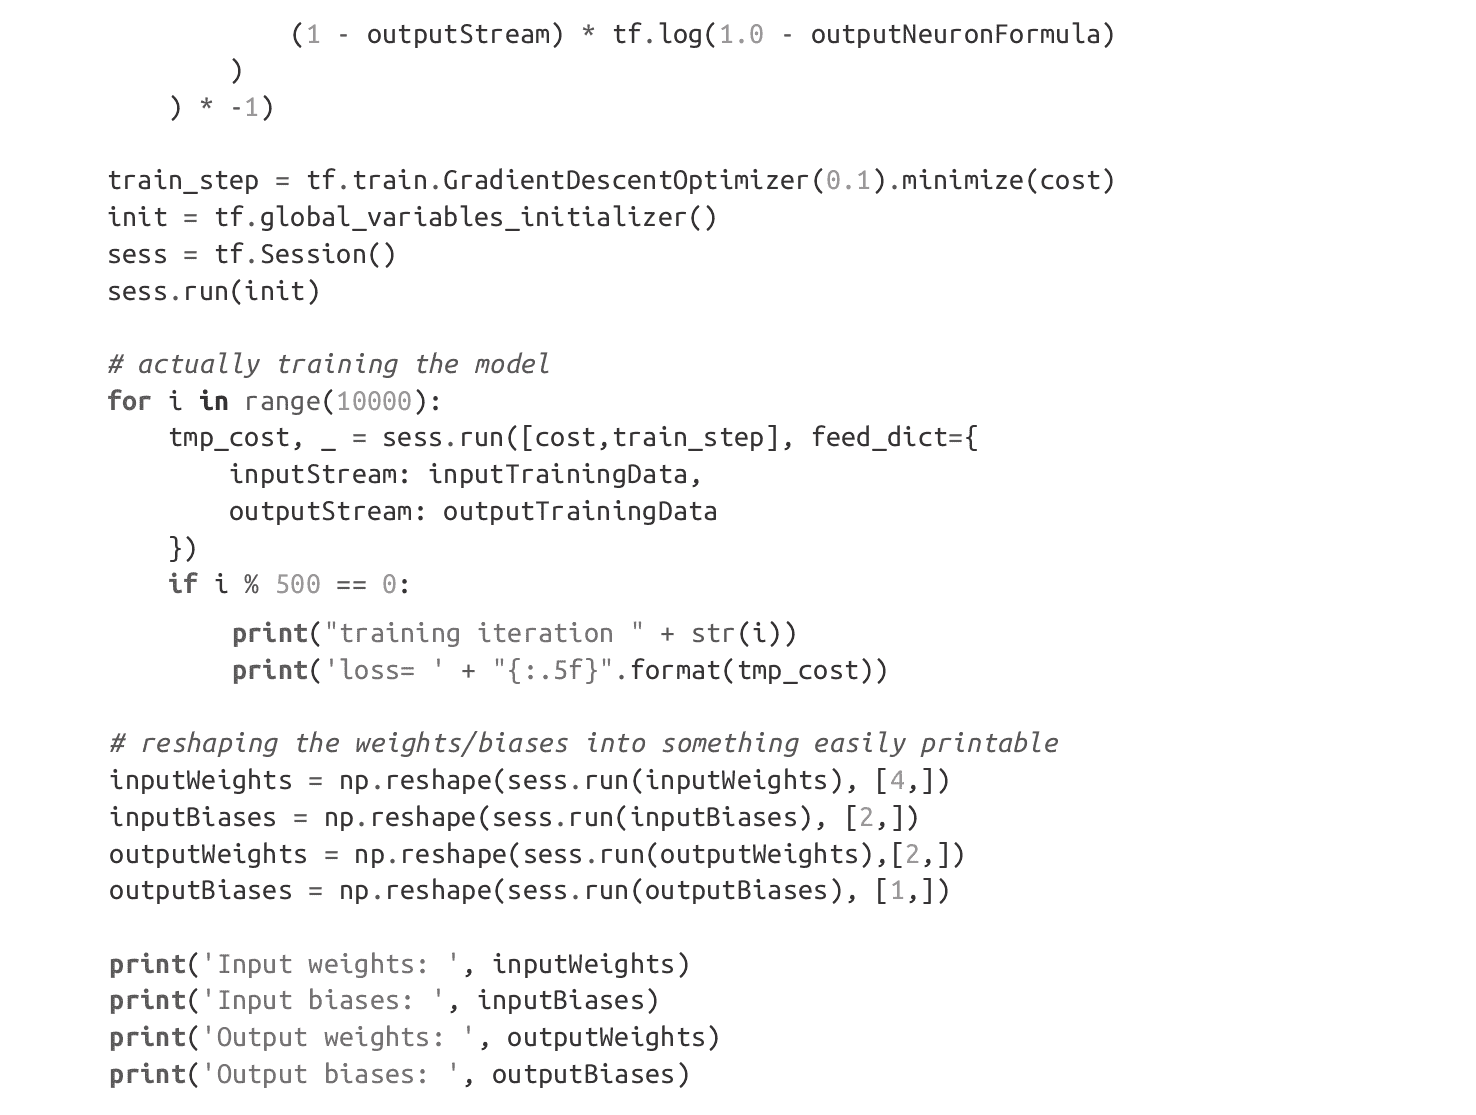 (1 - outputStream) * tf.log(1.0 - outputNeuronFormula)
)
) * -1)
train_step = tf.train.GradientDescentOptimizer(0.1).minimize(cost)
init = tf.global_variables_initializer()
sess = tf.Session()
sess.run(init)
# actually training the model
for i in range(10000):
tmp_cost, _ = sess.run([cost,train_step], feed_dict={
inputStream: inputTrainingData,
outputStream: outputTrainingData
})
if i % 500 == 0:
print("training iteration " + str(i))
print('loss= ' + "{:.5f}".format(tmp_cost))
# reshaping the weights/biases into something easily printable
inputWeights = np.reshape(sess.run(inputWeights), [4,])
inputBiases = np.reshape(sess.run(inputBiases), [2,])
outputWeights = np.reshape(sess.run(outputWeights),[2,])
outputBiases = np.reshape(sess.run(outputBiases), [1,])
print('Input weights: ', inputWeights)
print('Input biases: ', inputBiases)
print('Output weights: ', outputWeights)
print('Output biases: ', outputBiases)